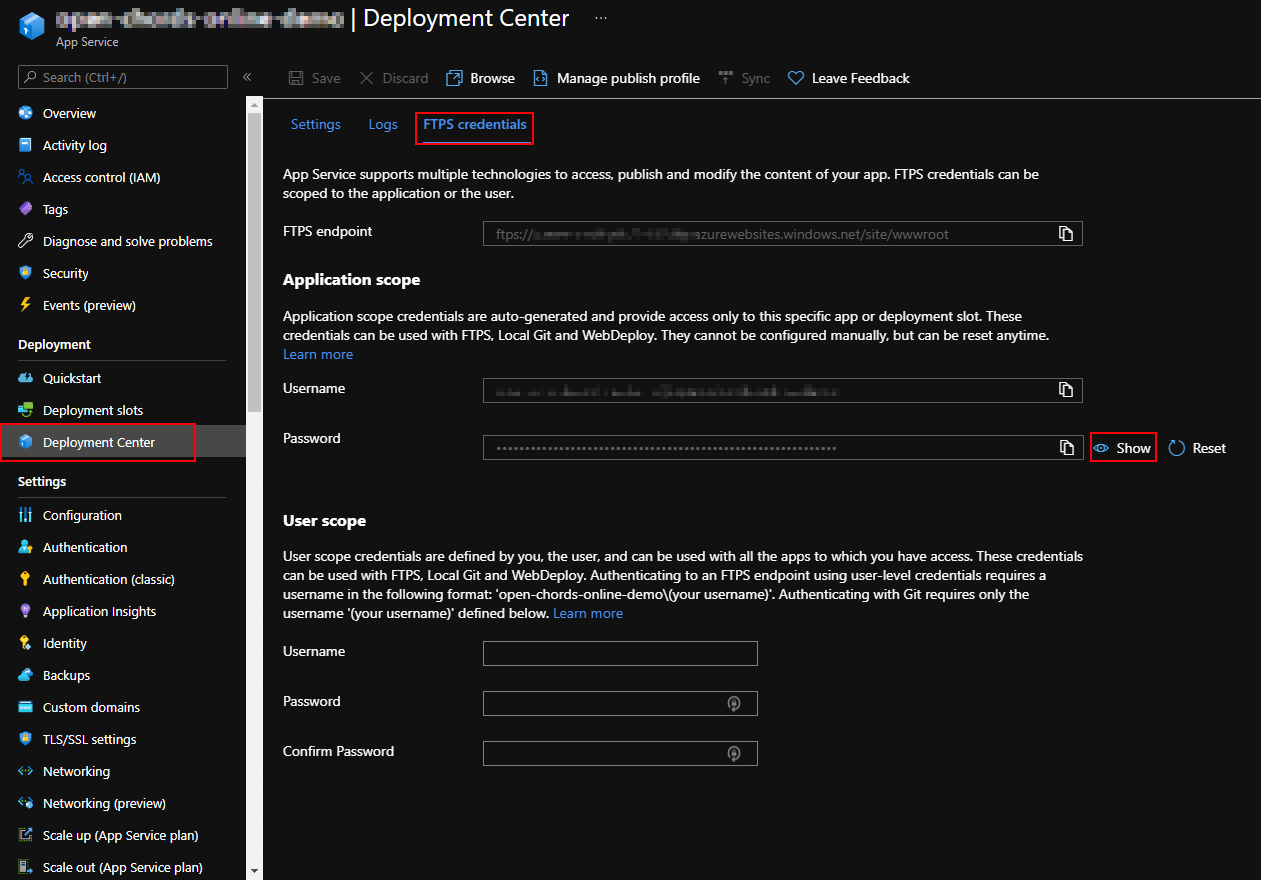 | Deployment Center ...
App Service
Search (Ctrl+/)
«
Overview
Activity log
Access control (IAM)
Tags
Diagnose and solve problems
Security
Events (preview)
Deployment
Quickstart
Deployment slots
Deployment Center
Settings
Configuration
Authentication
Authentication (classic)
Application Insights
Identity
Backups
Custom domains
TLS/SSL settings
Networking
Networking (preview)
Scale up (App Service plan)
Scale out (App Service plan)
Save Discard Browse Manage publish profile Sync Leave Feedback
Settings Logs FTPS credentials
App Service supports multiple technologies to access, publish and modify the content of your app. FTPS credentials can be
scoped to the application or the user.
FTPS endpoint ftps:// azurewebsites.windows.net/site/wwwroot
Application scope
Application scope credentials are auto-generated and provide access only to this specific app or deployment slot. These
credentials can be used with FTPS, Local Git and WebDeploy. They cannot be configured manually, but can be reset anytime.
Learn more
Username
Password Show Reset
User scope
User scope credentials are defined by you, the user, and can be used with all the apps to which you have access. These credentials
can be used with FTPS, Local Git and WebDeploy. Authenticating to an FTPS endpoint using user-level credentials requires a
username in the following format: 'open-chords-online-demo\(your username)'. Authenticating with Git requires only the
username '(your username)' defined below. Learn more
Username
Password
Confirm Password